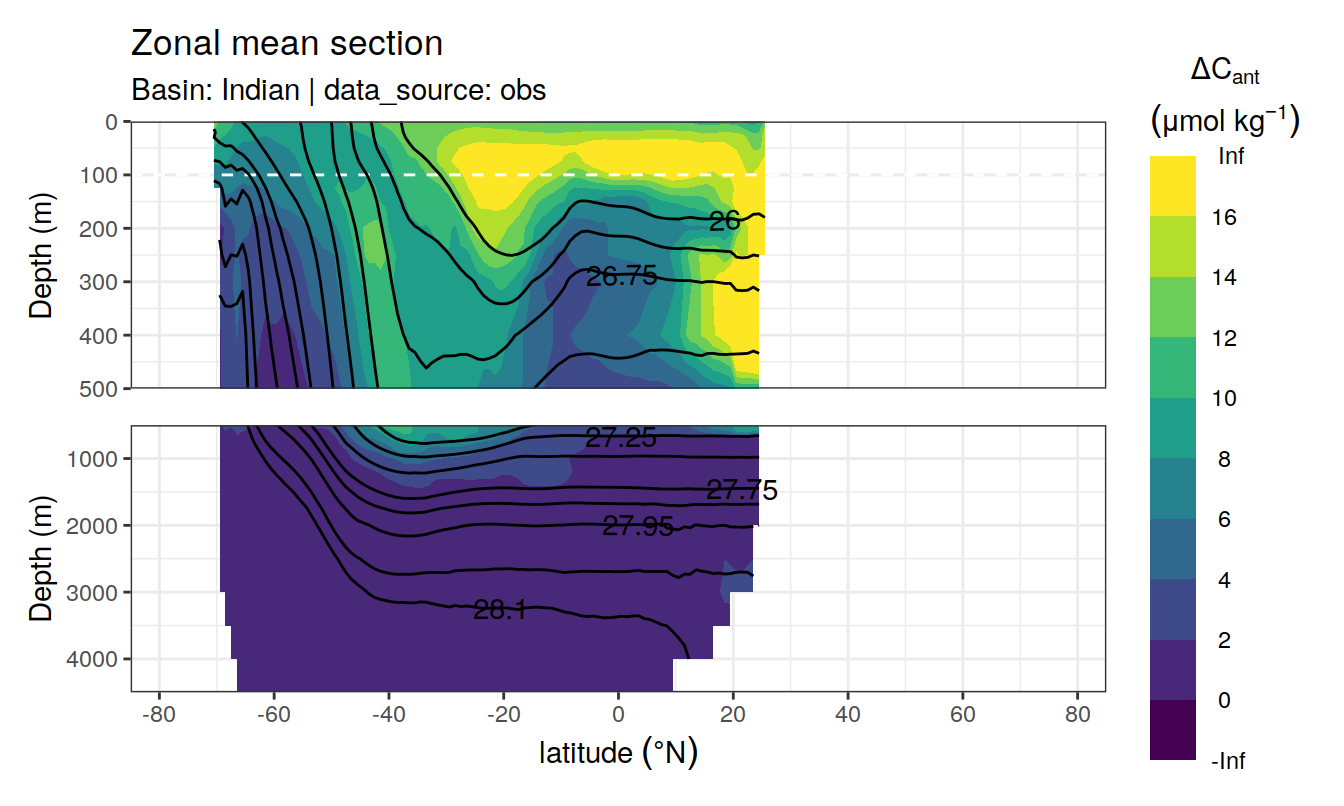 Zonal mean section
Basin: Indian | data_source: obs
ΔCant
(μmol kg⁻¹)
Inf
16
14
12
10
8
6
4
2
0
-Inf
Depth (m)
0
100
200
300
400
500
26
26.75
Depth (m)
1000
2000
3000
4000
27.25
27.75
27.95
28.1
-80 -60 -40 -20 0 20 40 60 80
latitude (°N)